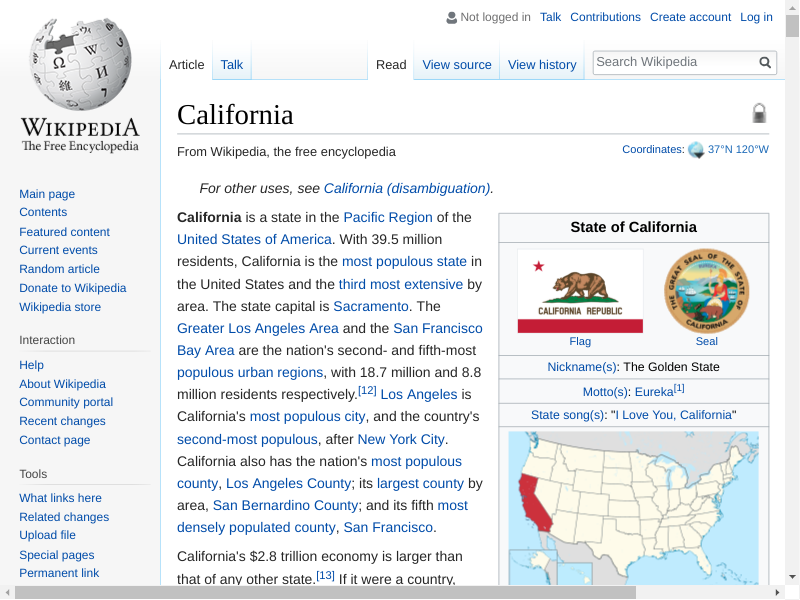 Not logged in Talk Contributions Create account Log in
Article Talk Read View source View history Search Wikipedia
WIKIPEDIA
The Free Encyclopedia
Main page
Contents
Featured content
Current events
Random article
Donate to Wikipedia
Wikipedia store
Interaction
Help
About Wikipedia
Community portal
Recent changes
Contact page
Tools
What links here
Related changes
Upload file
Special pages
Permanent link
California
From Wikipedia, the free encyclopedia
Coordinates: 37°N 120°W
For other uses, see California (disambiguation).
California is a state in the Pacific Region of the
United States of America. With 39.5 million
residents, California is the most populous state in
the United States and the third most extensive by
area. The state capital is Sacramento. The
Greater Los Angeles Area and the San Francisco
Bay Area are the nation's second- and fifth-most
populous urban regions, with 18.7 million and 8.8
million residents respectively.[12] Los Angeles is
California's most populous city, and the country's
second-most populous, after New York City.
California also has the nation's most populous
county, Los Angeles County; its largest county by
area, San Bernardino County; and its fifth most
densely populated county, San Francisco.
California's $2.8 trillion economy is larger than
that of any other state.[13] If it were a country,
State of California
CALIFORNIA REPUBLIC
THE GREAT SEAL OF THE STATE OF CALIFORNIA
Flag Seal
Nickname(s): The Golden State
Motto(s): Eureka[1]
State song(s): "I Love You, California"